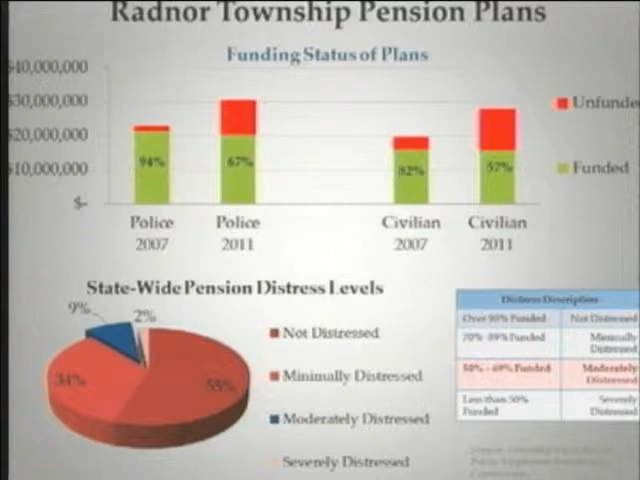 Radnor Township Pension Plans
Funding Status of Plans
$40,000,000
$30,000,000
$20,000,000
$10,000,000
$-
94%
67%
82%
57%
Unfunde
Funded
Police
2007
Police
2011
Civilian
2007
Civilian
2011
State-Wide Pension Distress Levels
9%
2%
34%
55%
Not Distressed
Minimally Distressed
Moderately Distressed
Severely Distressed
Distress Description
Over 90% Funded Not Distressed
70% -89% Funded Minimally
Distressed
50% - 69% Funded Moderately
Distressed
Less than 50% Severely
Funded Distressed